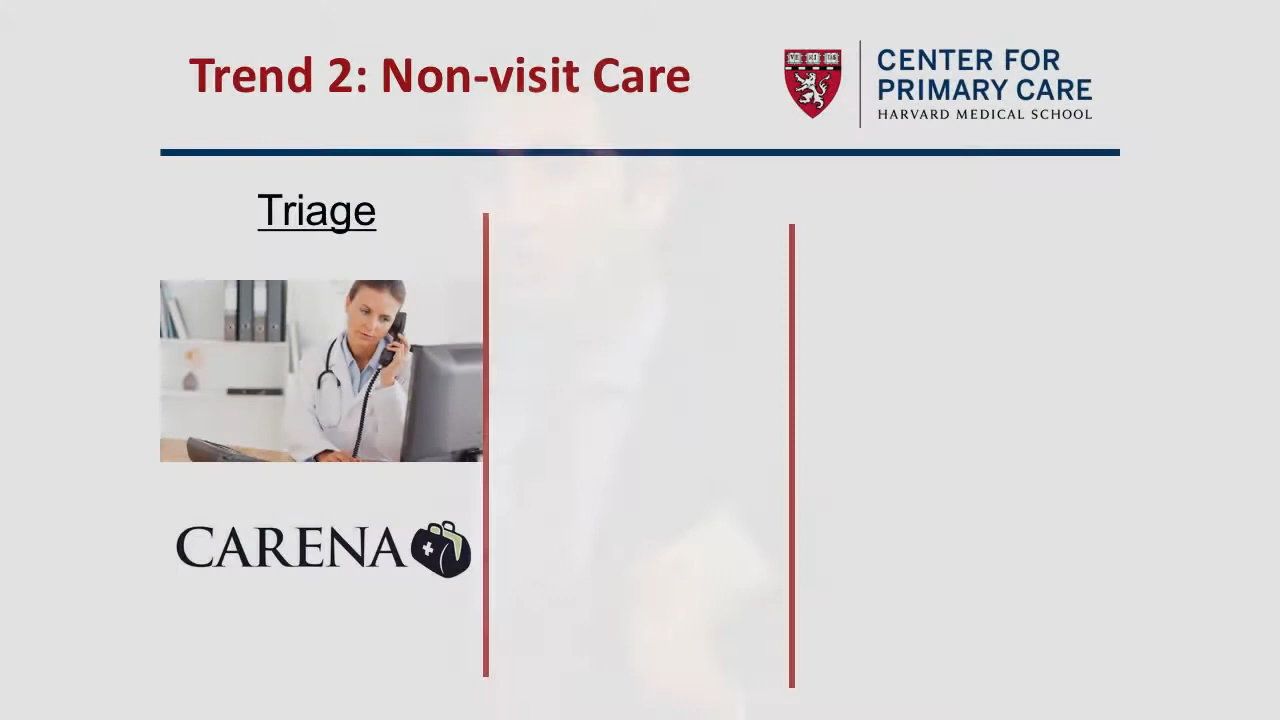 Trend 2: Non-visit Care
CENTER FOR
PRIMARY CARE
HARVARD MEDICAL SCHOOL
Triage
CARENA